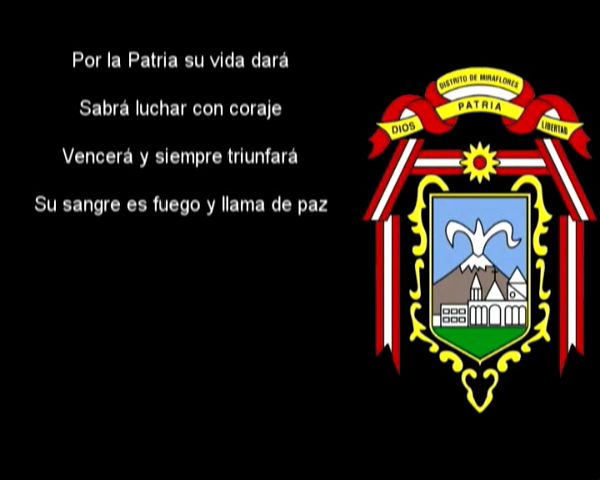 Por la Patria su vida dará
Sabrá luchar con coraje
Vencerá y siempre triunfará
Su sangre es fuego y llama de paz
DISTRITO DE MIRAFLORES
PATRIA
DIOS
LIBERTAD